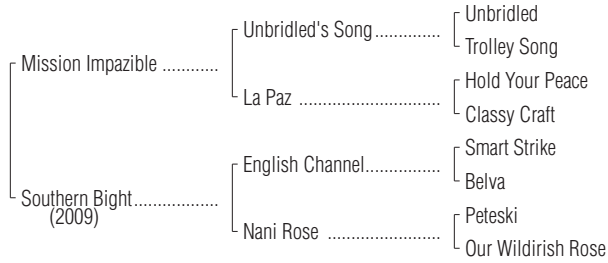 Unbridled
Unbridled's Song..............
Trolley Song
Mission Impazible ............
Hold Your Peace
La Paz ..............................
Classy Craft
Smart Strike
English Channel................
Belva
Southern Bight..................
(2009)
Peteski
Nani Rose ........................
Our Wildirish Rose